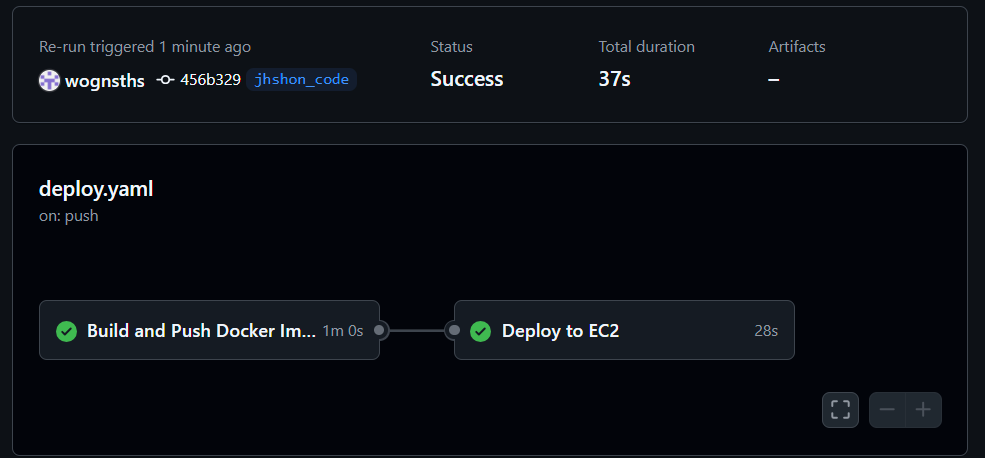 Re-run triggered 1 minute ago
wognsths 456b329 jhshon_code
Status
Success
Total duration
37s
Artifacts
–
deploy.yaml
on: push
Build and Push Docker Im... 1m 0s
Deploy to EC2 28s